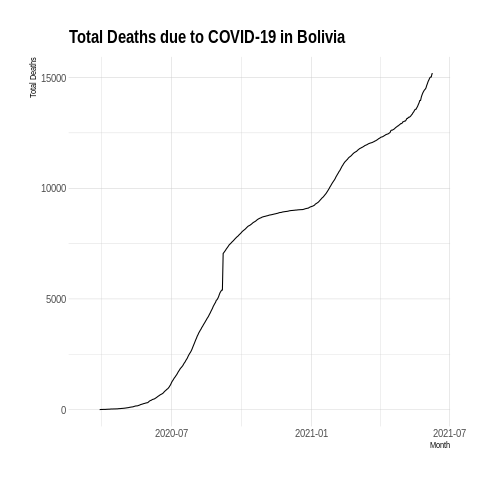 Total Deaths due to COVID-19 in Bolivia
Total Deaths
15000
10000
5000
0
2020-07
2021-01
2021-07
Month